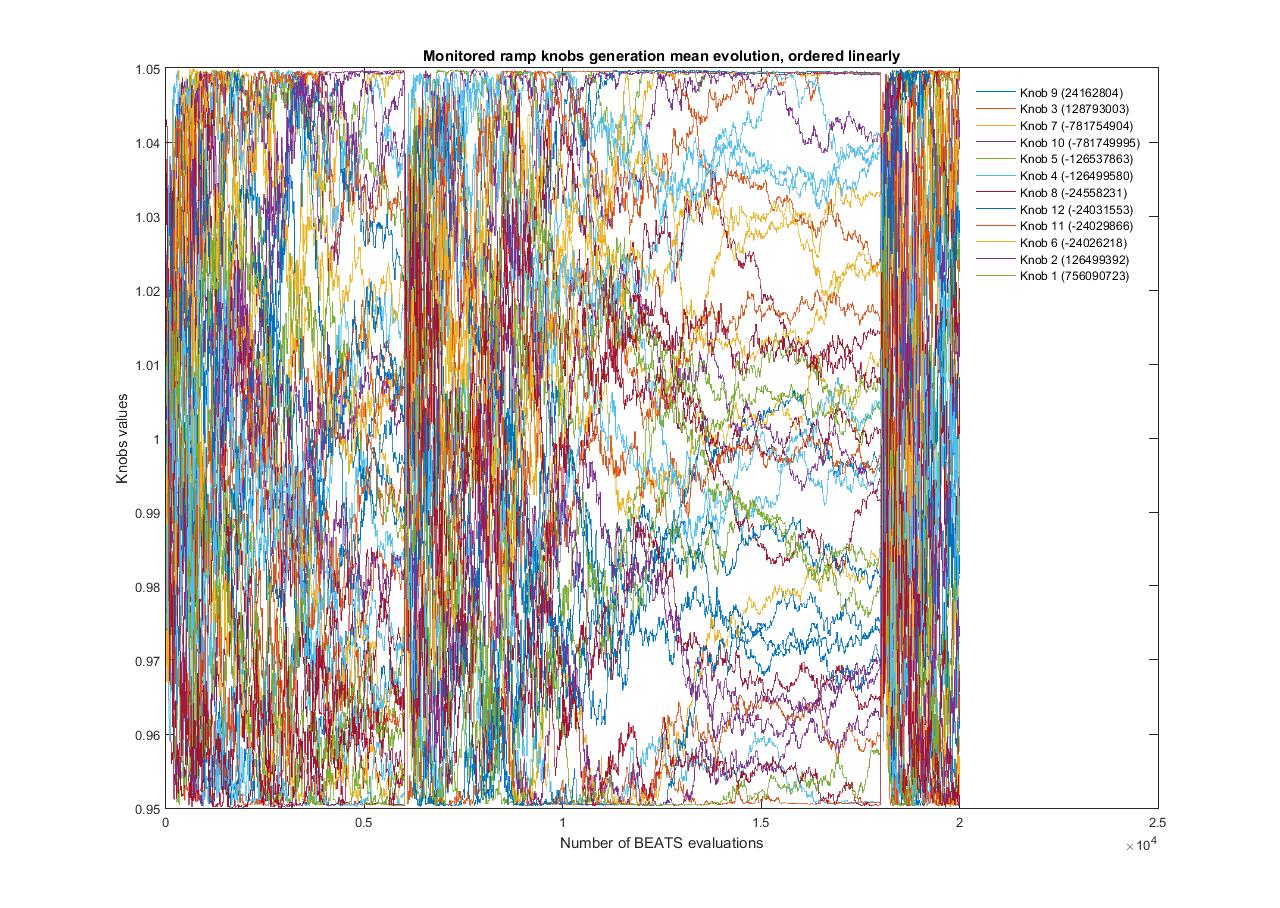 Monitored ramp knobs generation mean evolution, ordered linearly
1.05
1.04
1.03
1.02
1.01
1
0.99
0.98
0.97
0.96
0.95
Knobs values
Knob 9 (24162804)
Knob 3 (128793003)
Knob 7 (-781754904)
Knob 10 (-781749995)
Knob 5 (-126537863)
Knob 4 (-126499580)
Knob 8 (-24558231)
Knob 12 (-24031553)
Knob 11 (-24029866)
Knob 6 (-24026218)
Knob 2 (126499392)
Knob 1 (756090723)
0 0.5 1 1.5 2 2.5
×10^4
Number of BEATS evaluations